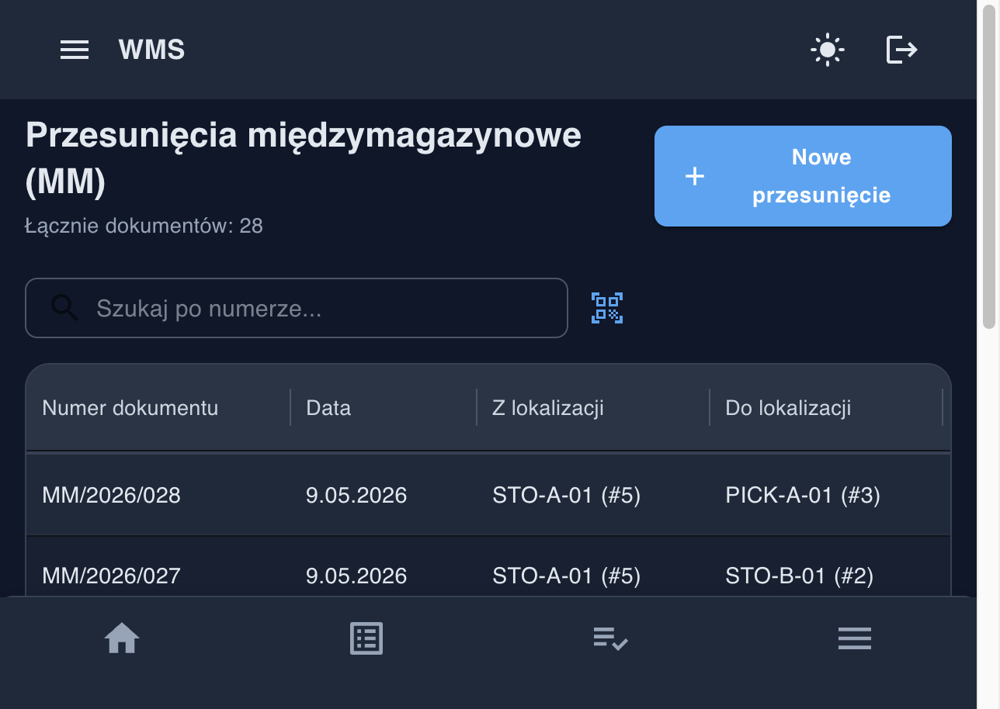 WMS
Przesunięcia międzymagazynowe
(MM)
Łącznie dokumentów: 28
Nowe
przesunięcie
Szukaj po numerze...
Numer dokumentu Data Z lokalizacji Do lokalizacji
MM/2026/028 9.05.2026 STO-A-01 (#5) PICK-A-01 (#3)
MM/2026/027 9.05.2026 STO-A-01 (#5) STO-B-01 (#2)